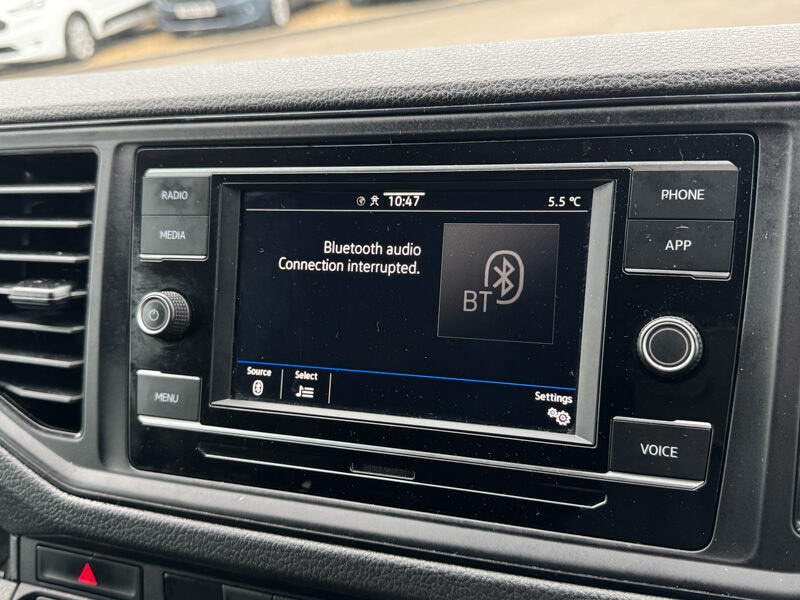 RADIO
MEDIA
MENU
10:47
5.5 °C
Bluetooth audio
Connection interrupted.
BT
Source
Select
Settings
PHONE
APP
VOICE